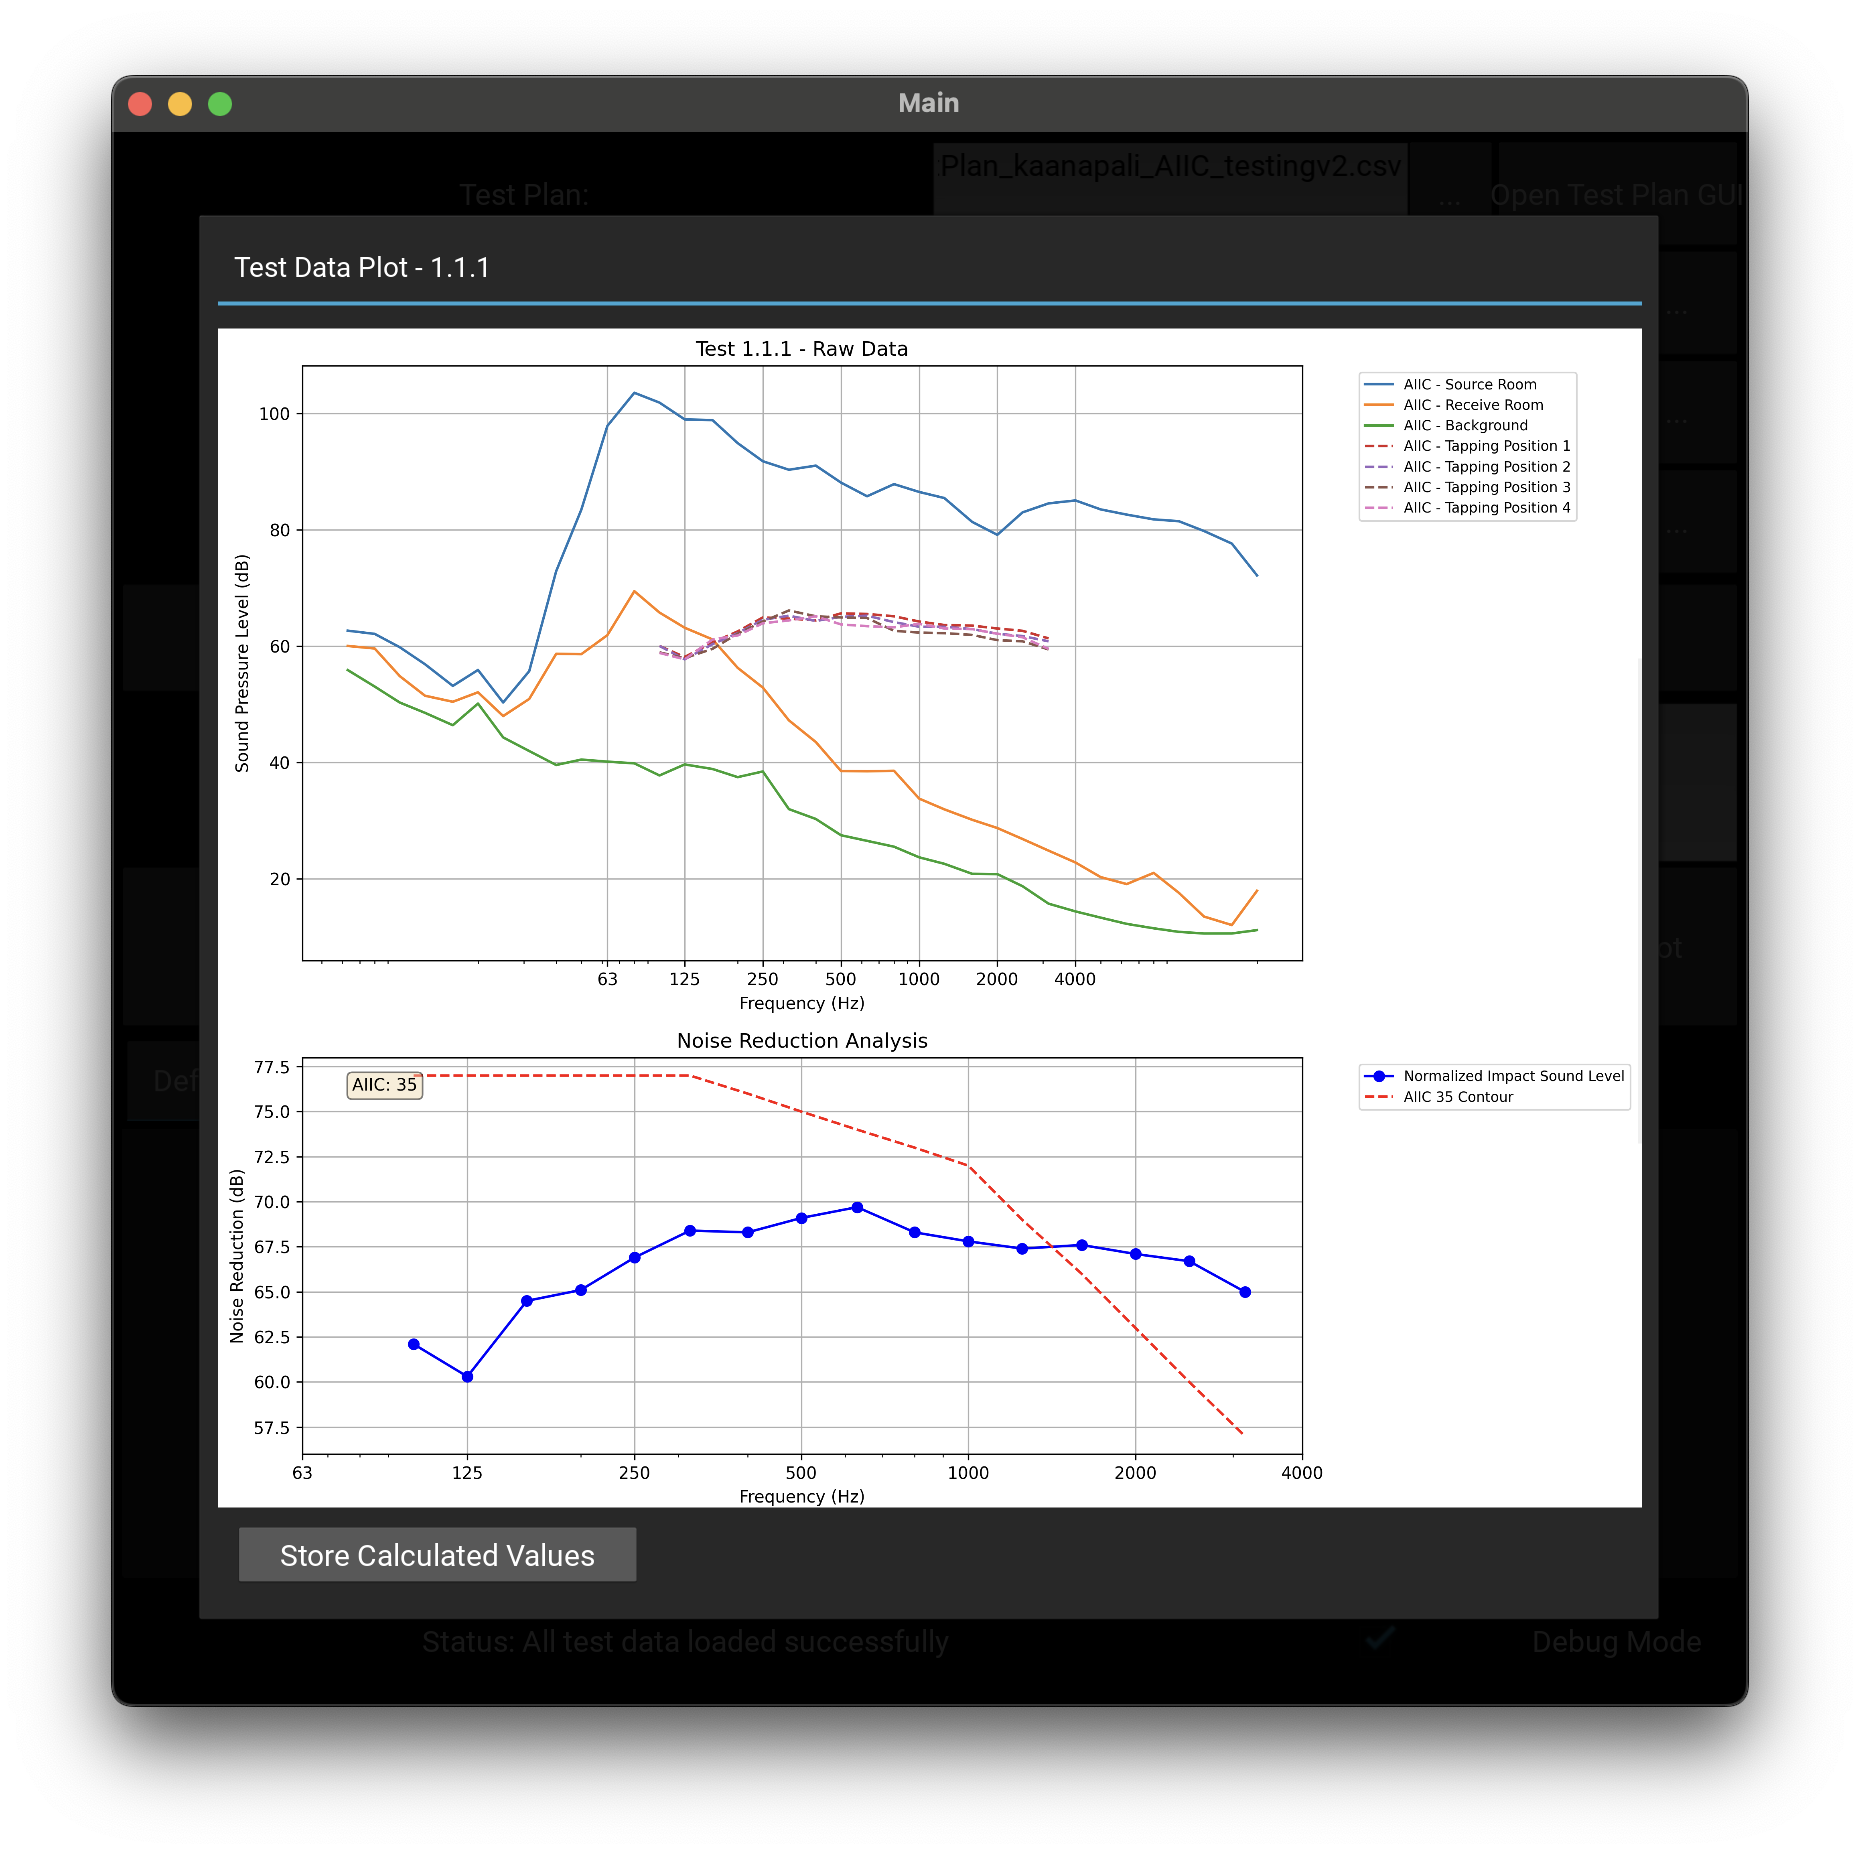 Main
Test Plan:
Plan_kaanapali_AIIC_testingv2.csv
...
Open Test Plan GUI
Test Data Plot - 1.1.1
...
...
...
Test 1.1.1 - Raw Data
Sound Pressure Level (dB)
100
80
60
40
20
63
125
250
500
1000
2000
4000
Frequency (Hz)
AIIC - Source Room
AIIC - Receive Room
AIIC - Background
AIIC - Tapping Position 1
AIIC - Tapping Position 2
AIIC - Tapping Position 3
AIIC - Tapping Position 4
ot
Def
Noise Reduction Analysis
Noise Reduction (dB)
77.5
75.0
72.5
70.0
67.5
65.0
62.5
60.0
57.5
AIIC: 35
63
125
250
500
1000
2000
4000
Frequency (Hz)
Normalized Impact Sound Level
AIIC 35 Contour
Store Calculated Values
Status: All test data loaded successfully
Debug Mode